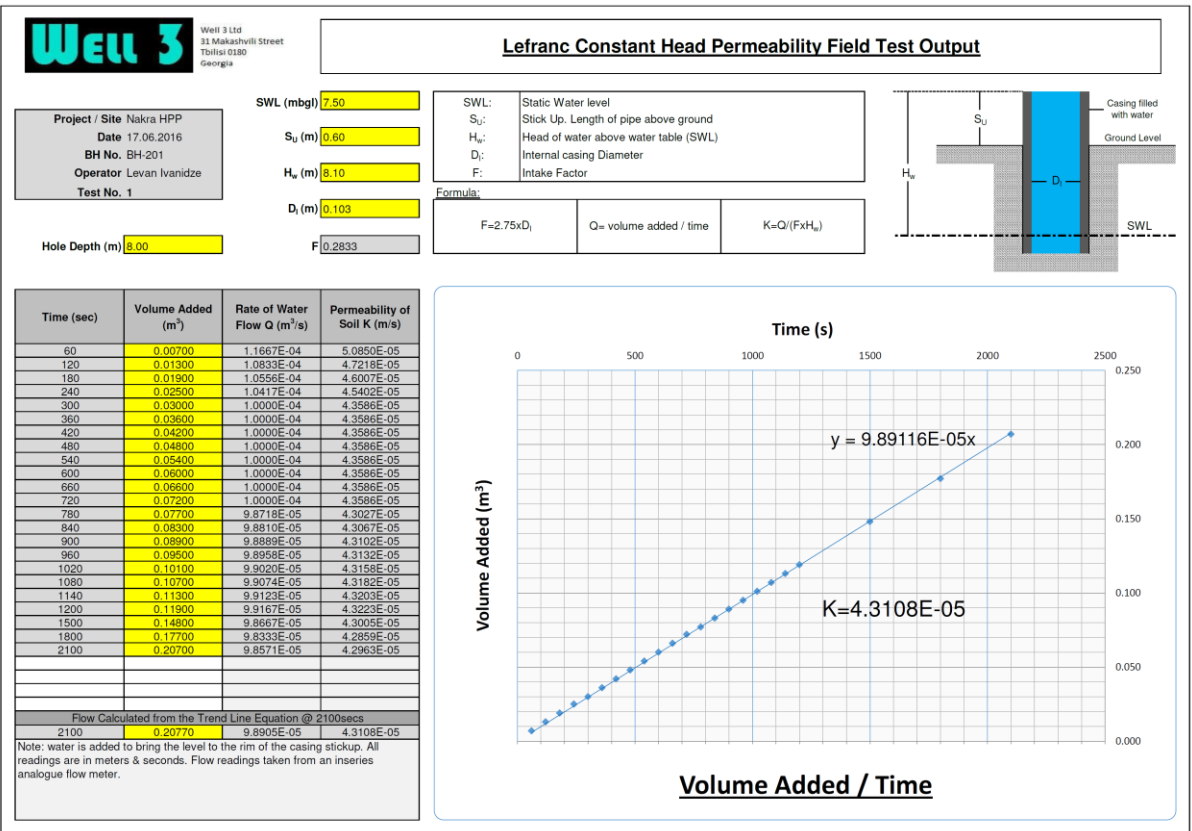 WELL 3
Well 3 Ltd
31 Makashvili Street
Tbilisi 0180
Georgia
Lefranc Constant Head Permeability Field Test Output
Project / Site Nakra HPP
Date 17.06.2016
BH No. BH-201
Operator Levan Ivanidze
Test No. 1
Hole Depth (m) 8.00
SWL (mbgl) 7.50
SU (m) 0.60
Hw (m) 8.10
Di (m) 0.103
F 0.2833
SWL: Static Water level
SU: Stick Up. Length of pipe above ground
Hw: Head of water above water table (SWL)
Di: Internal casing Diameter
F: Intake Factor
Formula:
F=2.75xDi Q= volume added / time K=Q/(FxHw)
Casing filled
with water
SU
Ground Level
Hw
Di
SWL
Time (sec) Volume Added (m³) Rate of Water Flow Q (m³/s) Permeability of Soil K (m/s)
60 0.00700 1.1667E-04 5.0850E-05
120 0.01300 1.0833E-04 4.7218E-05
180 0.01900 1.0556E-04 4.6007E-05
240 0.02500 1.0417E-04 4.5402E-05
300 0.03000 1.0000E-04 4.3586E-05
360 0.03600 1.0000E-04 4.3586E-05
420 0.04200 1.0000E-04 4.3586E-05
480 0.04800 1.0000E-04 4.3586E-05
540 0.05400 1.0000E-04 4.3586E-05
600 0.06000 1.0000E-04 4.3586E-05
660 0.06600 1.0000E-04 4.3586E-05
720 0.07200 1.0000E-04 4.3586E-05
780 0.07700 9.8718E-05 4.3027E-05
840 0.08300 9.8810E-05 4.3067E-05
900 0.08900 9.8889E-05 4.3102E-05
960 0.09500 9.8958E-05 4.3132E-05
1020 0.10100 9.9020E-05 4.3158E-05
1080 0.10700 9.9074E-05 4.3182E-05
1140 0.11300 9.9123E-05 4.3203E-05
1200 0.11900 9.9167E-05 4.3223E-05
1500 0.14800 9.8667E-05 4.3005E-05
1800 0.17700 9.8333E-05 4.2859E-05
2100 0.20700 9.8571E-05 4.2963E-05
Flow Calculated from the Trend Line Equation @ 2100secs
2100 0.20770 9.8905E-05 4.3108E-05
Note: water is added to bring the level to the rim of the casing stickup. All
readings are in meters & seconds. Flow readings taken from an inseries
analogue flow meter.
Time (s)
0 500 1000 1500 2000 2500
0.250
0.200
0.150
0.100
0.050
0.000
y = 9.89116E-05x
K=4.3108E-05
Volume Added (m³)
Volume Added / Time